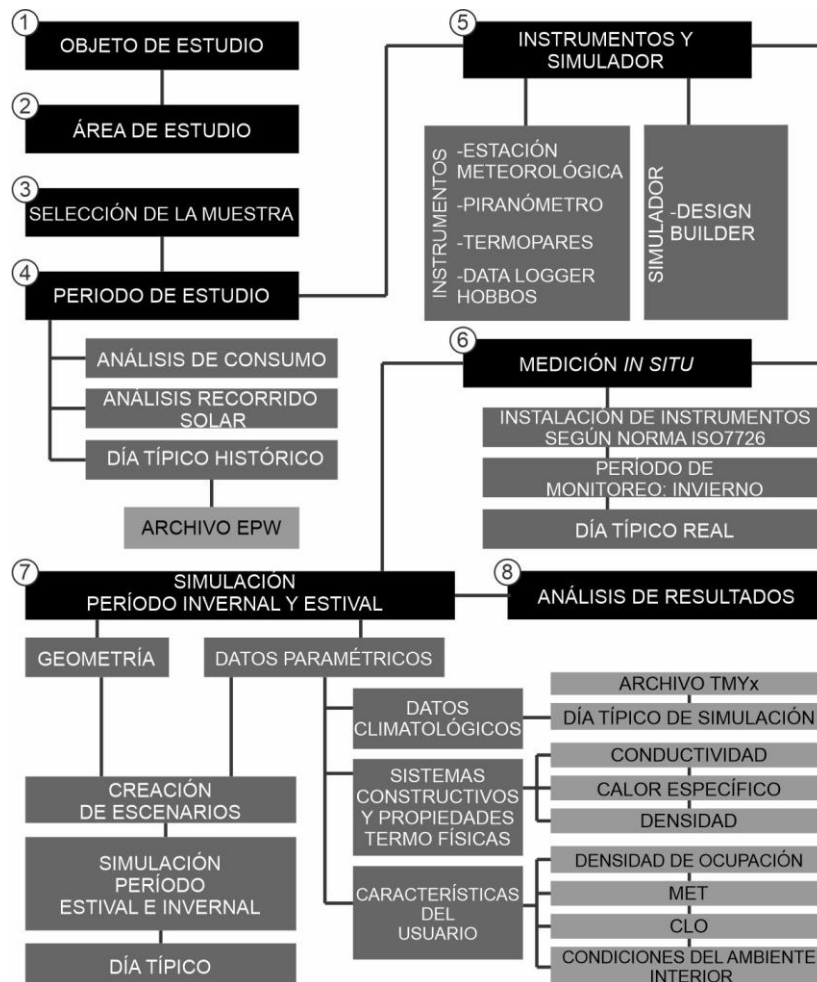 1
OBJETO DE ESTUDIO
2
ÁREA DE ESTUDIO
3
SELECCIÓN DE LA MUESTRA
4
PERIODO DE ESTUDIO
ANÁLISIS DE CONSUMO
ANÁLISIS RECORRIDO
SOLAR
DÍA TÍPICO HISTÓRICO
ARCHIVO EPW
5
INSTRUMENTOS Y
SIMULADOR
INSTRUMENTOS
-ESTACIÓN
METEOROLÓGICA
-PIRANÓMETRO
-TERMOPARES
-DATA LOGGER
HOBBOS
SIMULADOR
-DESIGN
BUILDER
6
MEDICIÓN IN SITU
INSTALACIÓN DE INSTRUMENTOS
SEGÚN NORMA ISO7726
PERÍODO DE
MONITOREO: INVIERNO
DÍA TÍPICO REAL
7
SIMULACIÓN
PERÍODO INVERNAL Y ESTIVAL
8
ANÁLISIS DE RESULTADOS
GEOMETRÍA
DATOS PARAMÉTRICOS
CREACIÓN
DE ESCENARIOS
SIMULACIÓN
PERÍODO
ESTIVAL E INVERNAL
DÍA TÍPICO
DATOS
CLIMATOLÓGICOS
ARCHIVO TMYx
DÍA TÍPICO DE SIMULACIÓN
SISTEMAS
CONSTRUCTIVOS
Y PROPIEDADES
TERMO FÍSICAS
CONDUCTIVIDAD
CALOR ESPECÍFICO
DENSIDAD
CARACTERÍSTICAS
DEL
USUARIO
DENSIDAD DE OCUPACIÓN
MET
CLO
CONDICIONES DEL AMBIENTE
INTERIOR